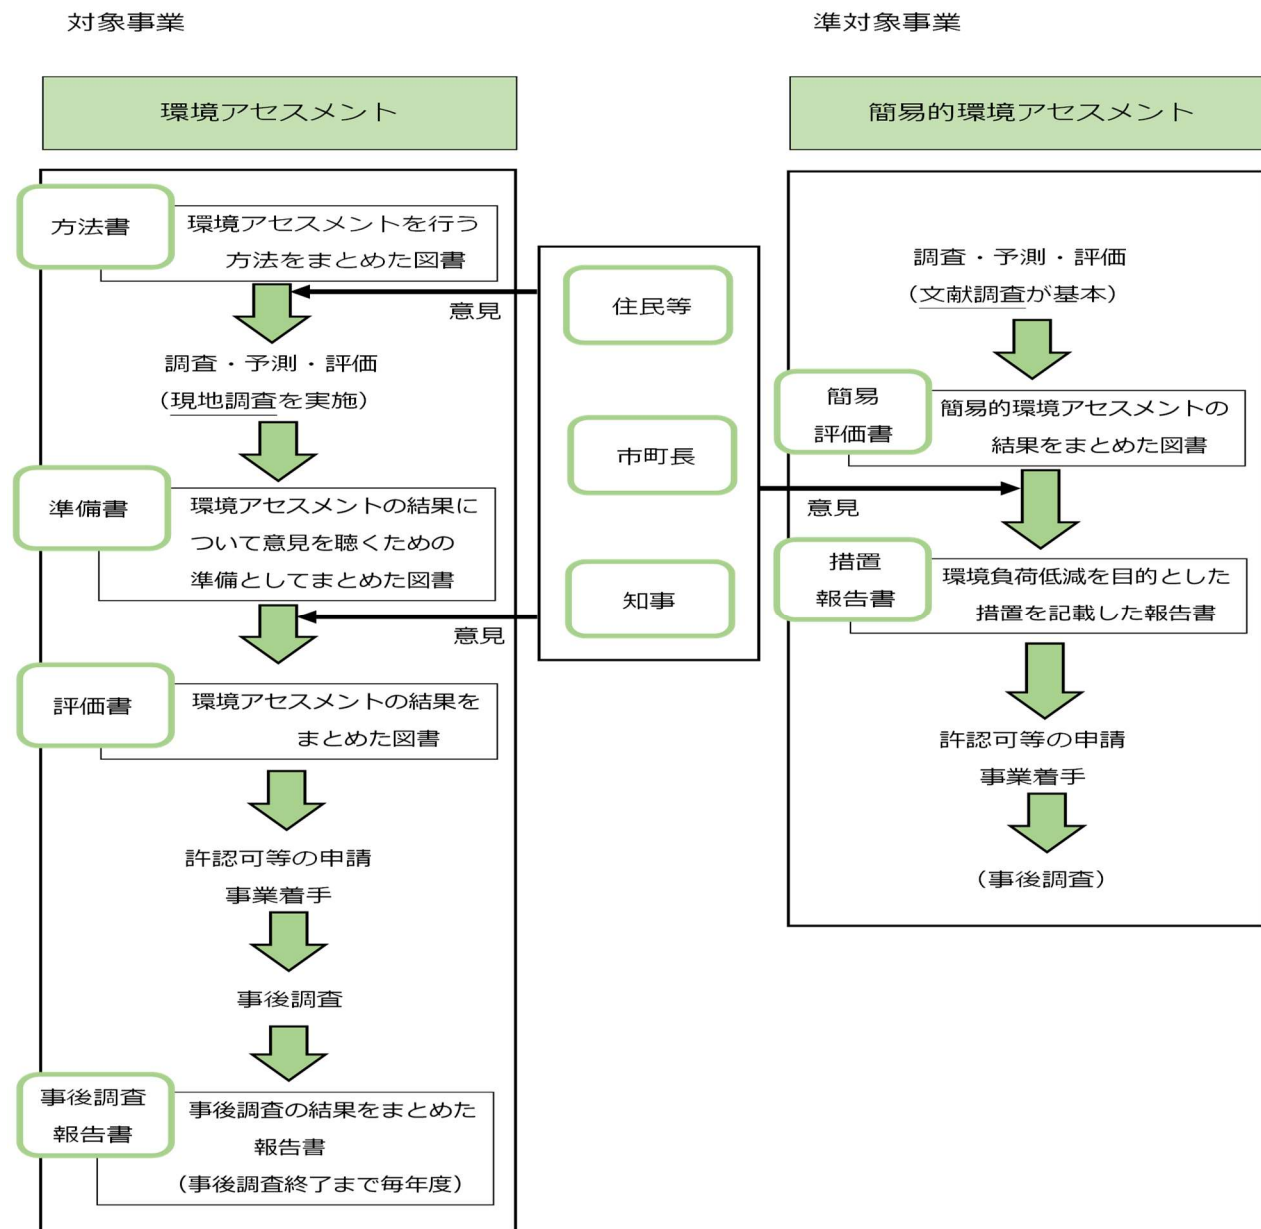 対象事業
環境アセスメント
方法書
環境アセスメントを行う
方法をまとめた図書
意見
調査・予測・評価
（現地調査を実施）
準備書
環境アセスメントの結果に
ついて意見を聴くための
準備としてまとめた図書
意見
評価書
環境アセスメントの結果を
まとめた図書
許認可等の申請
事業着手
事後調査
事後調査
報告書
事後調査の結果をまとめた
報告書
（事後調査終了まで毎年度）
住民等
市町長
知事
準対象事業
簡易的環境アセスメント
調査・予測・評価
（文献調査が基本）
簡易
評価書
簡易的環境アセスメントの
結果をまとめた図書
意見
措置
報告書
環境負荷低減を目的とした
措置を記載した報告書
許認可等の申請
事業着手
（事後調査）